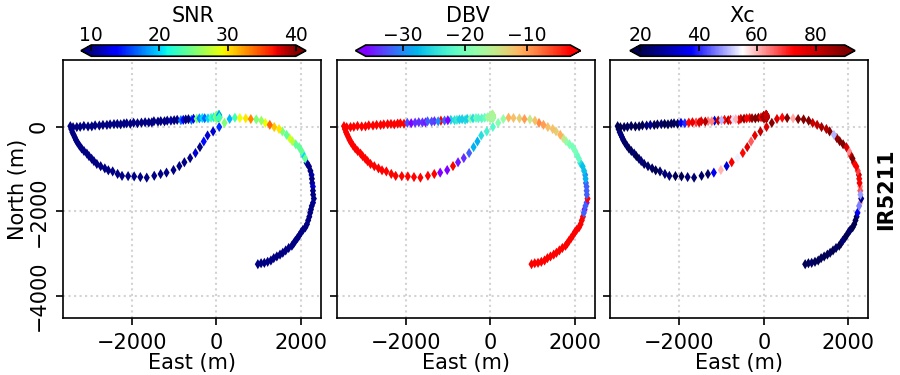 SNR DBV Xc
10 20 30 40 −30 −20 −10 20 40 60 80
0
−2000
−4000
North (m)
−2000 0 2000 −2000 0 2000 −2000 0 2000
East (m) East (m) East (m)
IR5211